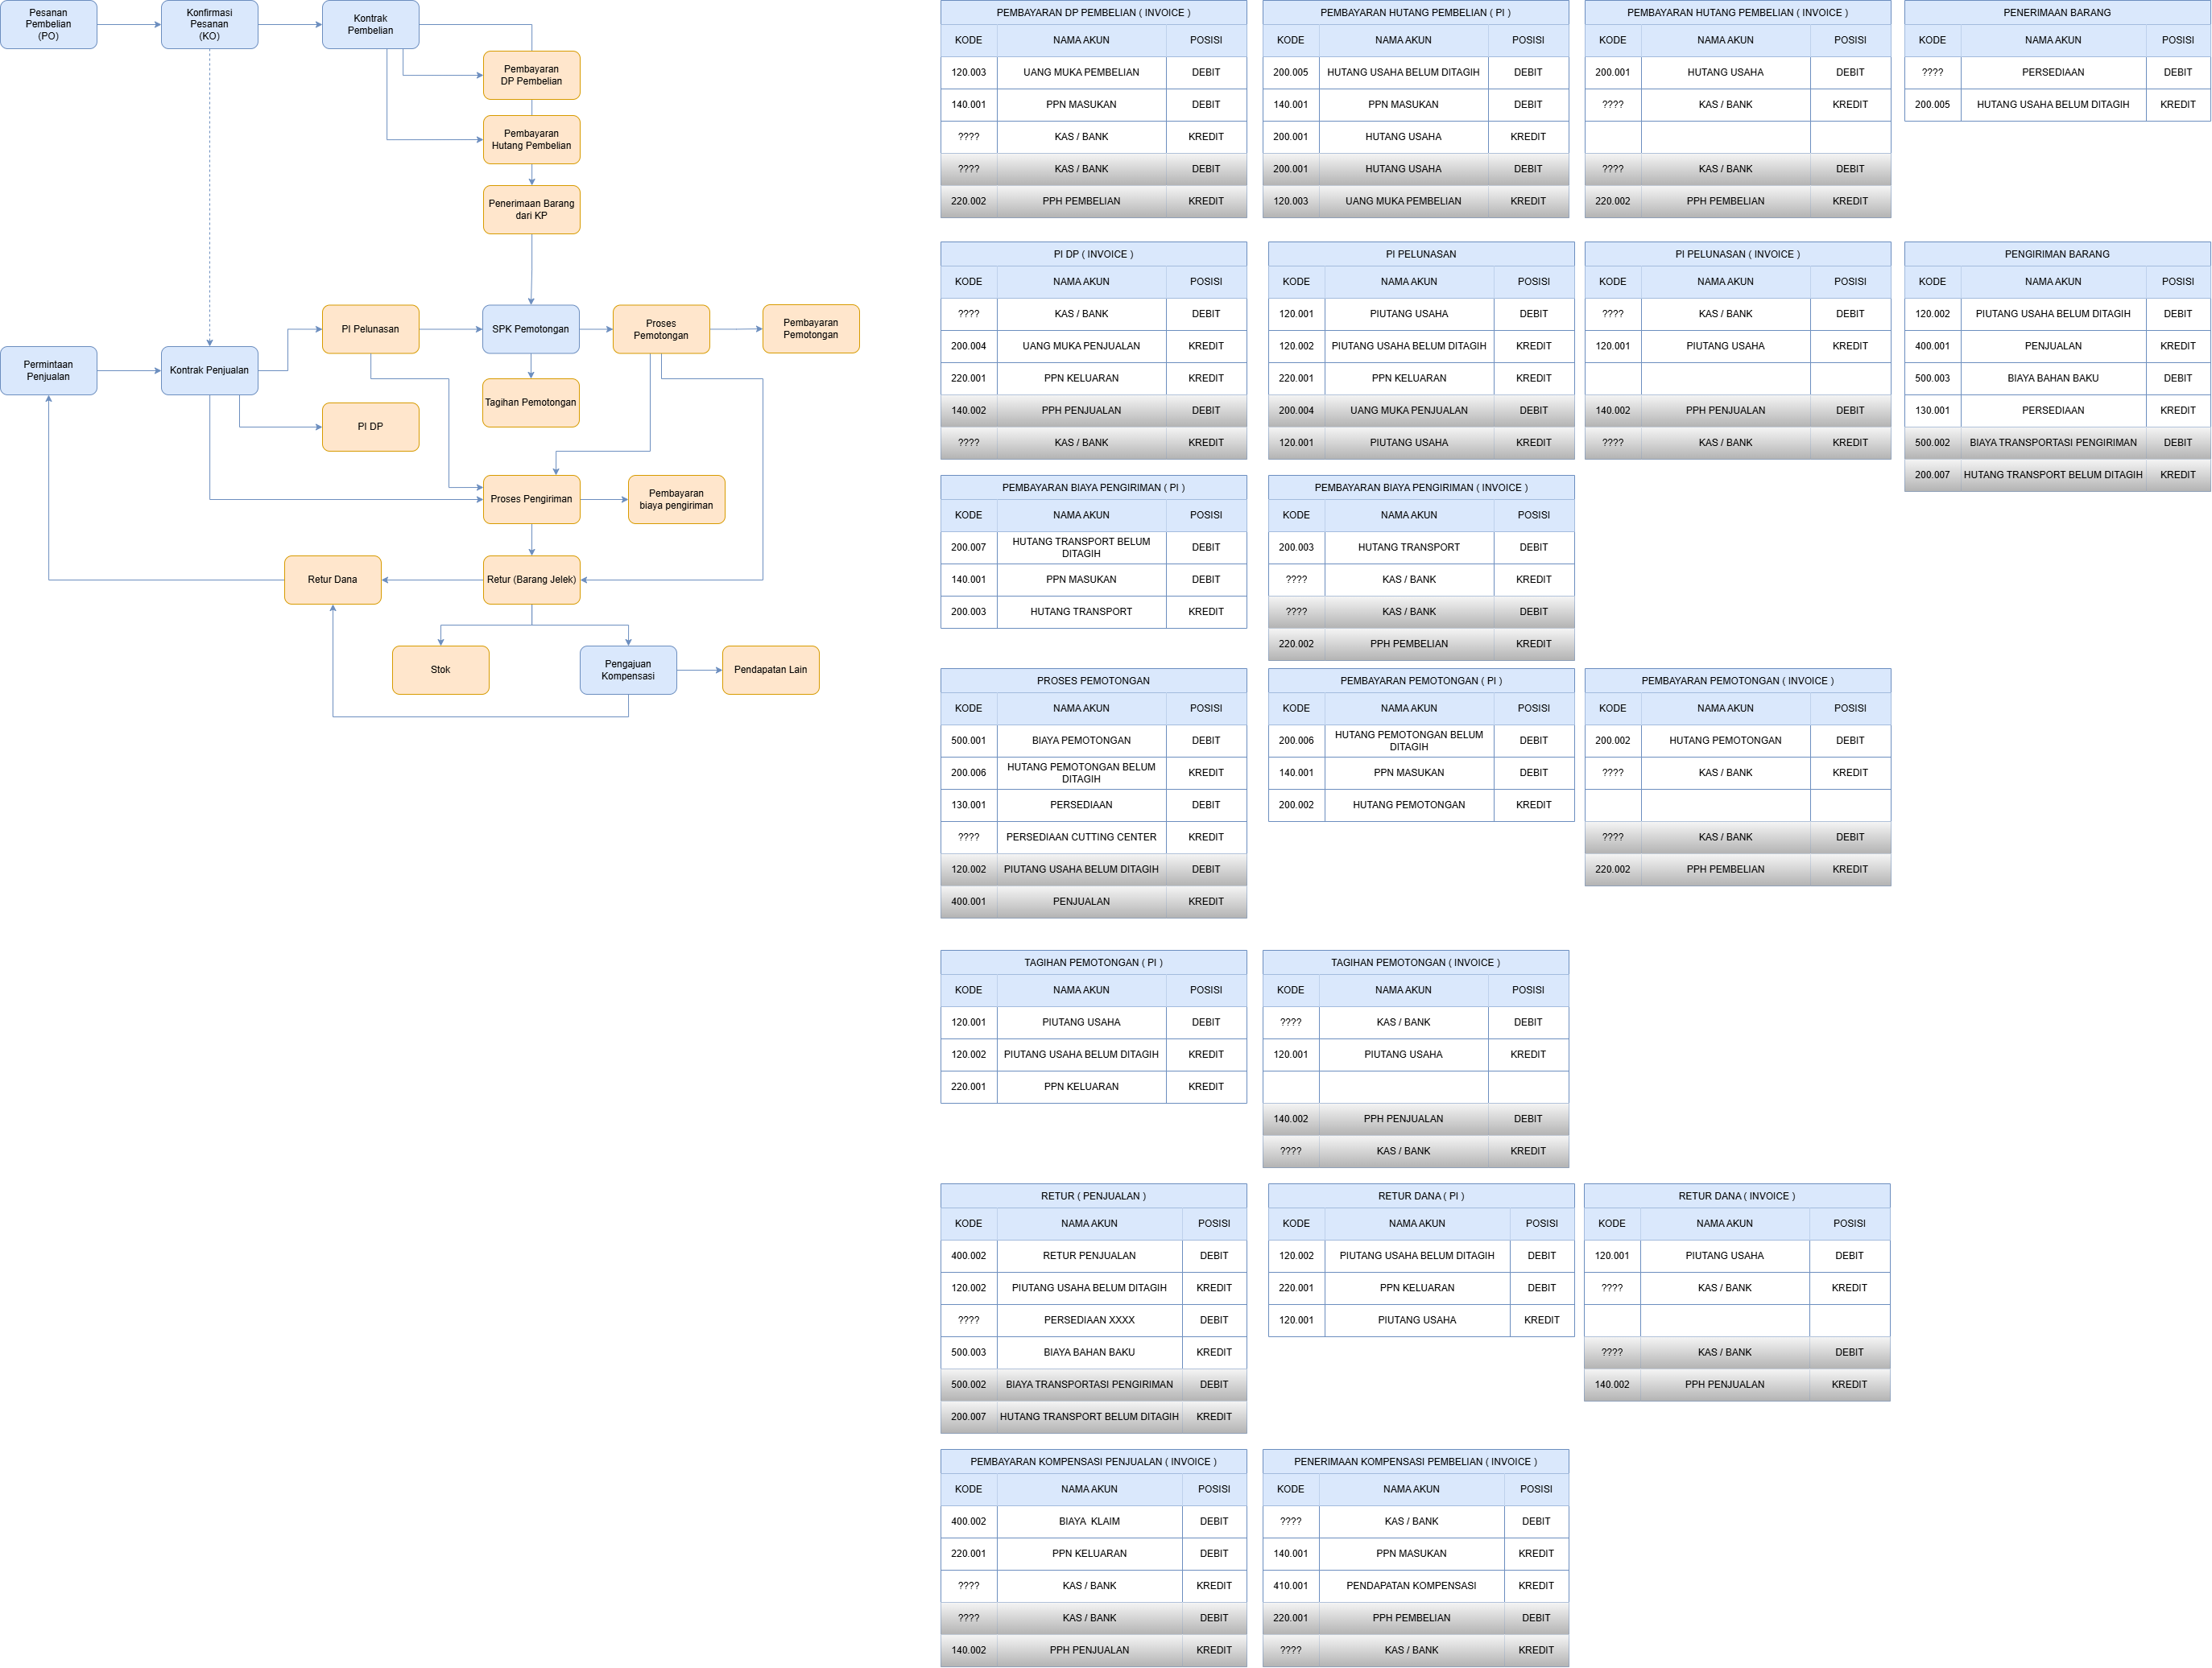 Pesanan
Pembelian
(PO)
Konfirmasi
Pesanan
(KO)
Kontrak
Pembelian
Pembayaran
DP Pembelian
Pembayaran
Hutang Pembelian
Penerimaan Barang
dari KP
PI Pelunasan
SPK Pemotongan
Proses
Pemotongan
Pembayaran
Pemotongan
Permintaan
Penjualan
Kontrak Penjualan
Tagihan Pemotongan
PI DP
Proses Pengiriman
Pembayaran
biaya pengiriman
Retur Dana
Retur (Barang Jelek)
Stok
Pengajuan
Kompensasi
Pendapatan Lain
PEMBAYARAN DP PEMBELIAN ( INVOICE )
KODE NAMA AKUN POSISI
120.003 UANG MUKA PEMBELIAN DEBIT
140.001 PPN MASUKAN DEBIT
???? KAS / BANK KREDIT
???? KAS / BANK DEBIT
220.002 PPH PEMBELIAN KREDIT
PEMBAYARAN HUTANG PEMBELIAN ( PI )
KODE NAMA AKUN POSISI
200.005 HUTANG USAHA BELUM DITAGIH DEBIT
140.001 PPN MASUKAN DEBIT
200.001 HUTANG USAHA KREDIT
200.001 HUTANG USAHA DEBIT
120.003 UANG MUKA PEMBELIAN KREDIT
PEMBAYARAN HUTANG PEMBELIAN ( INVOICE )
KODE NAMA AKUN POSISI
200.001 HUTANG USAHA DEBIT
???? KAS / BANK KREDIT
???? KAS / BANK DEBIT
220.002 PPH PEMBELIAN KREDIT
PENERIMAAN BARANG
KODE NAMA AKUN POSISI
???? PERSEDIAAN DEBIT
200.005 HUTANG USAHA BELUM DITAGIH KREDIT
PI DP ( INVOICE )
KODE NAMA AKUN POSISI
???? KAS / BANK DEBIT
200.004 UANG MUKA PENJUALAN KREDIT
220.001 PPN KELUARAN KREDIT
140.002 PPH PENJUALAN DEBIT
???? KAS / BANK KREDIT
PI PELUNASAN
KODE NAMA AKUN POSISI
120.001 PIUTANG USAHA DEBIT
120.002 PIUTANG USAHA BELUM DITAGIH KREDIT
220.001 PPN KELUARAN KREDIT
200.004 UANG MUKA PENJUALAN DEBIT
120.001 PIUTANG USAHA KREDIT
PI PELUNASAN ( INVOICE )
KODE NAMA AKUN POSISI
???? KAS / BANK DEBIT
120.001 PIUTANG USAHA KREDIT
140.002 PPH PENJUALAN DEBIT
???? KAS / BANK KREDIT
PENGIRIMAN BARANG
KODE NAMA AKUN POSISI
120.002 PIUTANG USAHA BELUM DITAGIH DEBIT
400.001 PENJUALAN KREDIT
500.003 BIAYA BAHAN BAKU DEBIT
130.001 PERSEDIAAN KREDIT
500.002 BIAYA TRANSPORTASI PENGIRIMAN DEBIT
200.007 HUTANG TRANSPORT BELUM DITAGIH KREDIT
PEMBAYARAN BIAYA PENGIRIMAN ( PI )
KODE NAMA AKUN POSISI
200.007 HUTANG TRANSPORT BELUM DITAGIH DEBIT
140.001 PPN MASUKAN DEBIT
200.003 HUTANG TRANSPORT KREDIT
PEMBAYARAN BIAYA PENGIRIMAN ( INVOICE )
KODE NAMA AKUN POSISI
200.003 HUTANG TRANSPORT DEBIT
???? KAS / BANK KREDIT
???? KAS / BANK DEBIT
220.002 PPH PEMBELIAN KREDIT
PROSES PEMOTONGAN
KODE NAMA AKUN POSISI
500.001 BIAYA PEMOTONGAN DEBIT
200.006 HUTANG PEMOTONGAN BELUM DITAGIH KREDIT
130.001 PERSEDIAAN DEBIT
???? PERSEDIAAN CUTTING CENTER KREDIT
120.002 PIUTANG USAHA BELUM DITAGIH DEBIT
400.001 PENJUALAN KREDIT
PEMBAYARAN PEMOTONGAN ( PI )
KODE NAMA AKUN POSISI
200.006 HUTANG PEMOTONGAN BELUM DITAGIH DEBIT
140.001 PPN MASUKAN DEBIT
200.002 HUTANG PEMOTONGAN KREDIT
PEMBAYARAN PEMOTONGAN ( INVOICE )
KODE NAMA AKUN POSISI
200.002 HUTANG PEMOTONGAN DEBIT
???? KAS / BANK KREDIT
???? KAS / BANK DEBIT
220.002 PPH PEMBELIAN KREDIT
TAGIHAN PEMOTONGAN ( PI )
KODE NAMA AKUN POSISI
120.001 PIUTANG USAHA DEBIT
120.002 PIUTANG USAHA BELUM DITAGIH KREDIT
220.001 PPN KELUARAN KREDIT
TAGIHAN PEMOTONGAN ( INVOICE )
KODE NAMA AKUN POSISI
???? KAS / BANK DEBIT
120.001 PIUTANG USAHA KREDIT
140.002 PPH PENJUALAN DEBIT
???? KAS / BANK KREDIT
RETUR ( PENJUALAN )
KODE NAMA AKUN POSISI
400.002 RETUR PENJUALAN DEBIT
120.002 PIUTANG USAHA BELUM DITAGIH KREDIT
???? PERSEDIAAN XXXX DEBIT
500.003 BIAYA BAHAN BAKU KREDIT
500.002 BIAYA TRANSPORTASI PENGIRIMAN DEBIT
200.007 HUTANG TRANSPORT BELUM DITAGIH KREDIT
RETUR DANA ( PI )
KODE NAMA AKUN POSISI
120.002 PIUTANG USAHA BELUM DITAGIH DEBIT
220.001 PPN KELUARAN DEBIT
120.001 PIUTANG USAHA KREDIT
RETUR DANA ( INVOICE )
KODE NAMA AKUN POSISI
120.001 PIUTANG USAHA DEBIT
???? KAS / BANK KREDIT
???? KAS / BANK DEBIT
140.002 PPH PENJUALAN KREDIT
PEMBAYARAN KOMPENSASI PENJUALAN ( INVOICE )
KODE NAMA AKUN POSISI
400.002 BIAYA KLAIM DEBIT
220.001 PPN KELUARAN DEBIT
???? KAS / BANK KREDIT
???? KAS / BANK DEBIT
140.002 PPH PENJUALAN KREDIT
PENERIMAAN KOMPENSASI PEMBELIAN ( INVOICE )
KODE NAMA AKUN POSISI
???? KAS / BANK DEBIT
140.001 PPN MASUKAN KREDIT
410.001 PENDAPATAN KOMPENSASI KREDIT
220.001 PPH PEMBELIAN DEBIT
???? KAS / BANK KREDIT